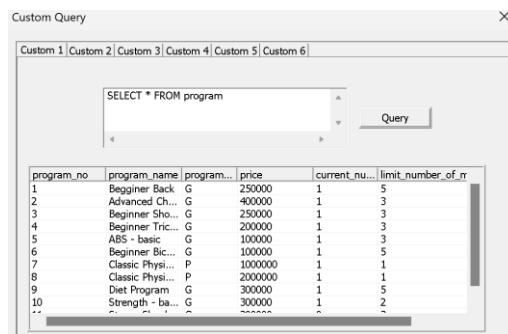 Custom Query
Custom 1 Custom 2 Custom 3 Custom 4 Custom 5 Custom 6
SELECT * FROM program
Query
program_no program_name program... price current_nu... limit_number_of_m
1 Begginer Back G 250000 1 5
2 Advanced Ch... G 400000 1 3
3 Beginner Sho... G 250000 1 3
4 Beginner Tric... G 200000 1 3
5 ABS - basic G 100000 1 3
6 Beginner Bic... G 100000 1 5
7 Classic Physi... P 1000000 1 1
8 Classic Physi... P 2000000 1 1
9 Diet Program G 300000 1 5
10 Strength - ba... G 300000 1 2